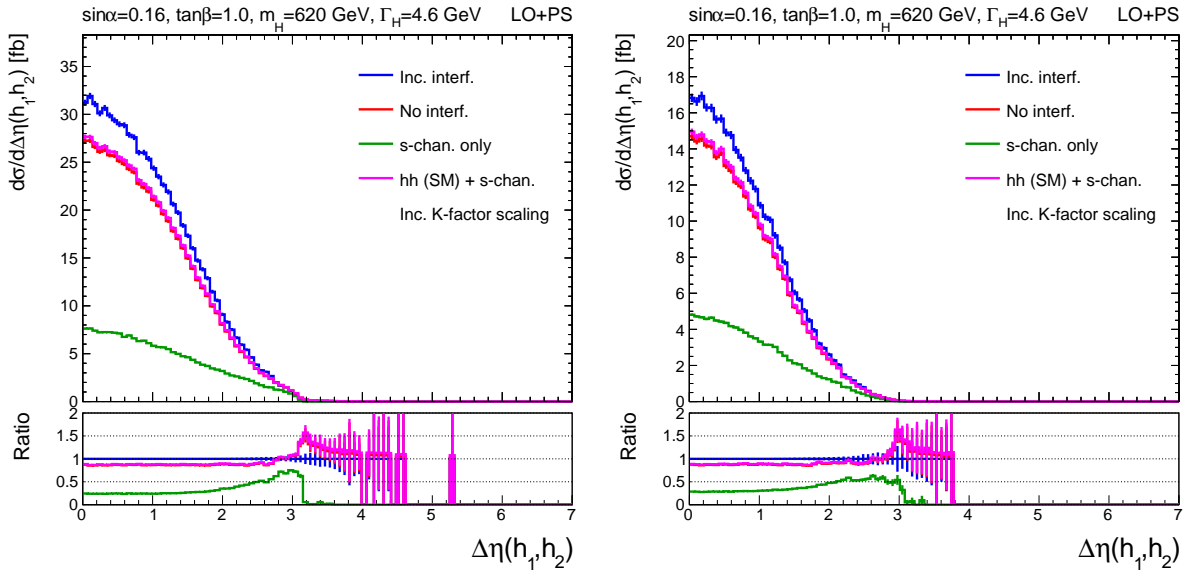 sinα=0.16, tanβ=1.0, m_H=620 GeV, Γ_H=4.6 GeV LO+PS
dσ/dΔη(h_1,h_2) [fb]
35
30
25
20
15
10
5
0
Inc. interf.
No interf.
s-chan. only
hh (SM) + s-chan.
Inc. K-factor scaling
Ratio
2
1.5
1
0.5
0
0 1 2 3 4 5 6 7
Δη(h_1,h_2)
sinα=0.16, tanβ=1.0, m_H=620 GeV, Γ_H=4.6 GeV LO+PS
dσ/dΔη(h_1,h_2) [fb]
20
18
16
14
12
10
8
6
4
2
0
Inc. interf.
No interf.
s-chan. only
hh (SM) + s-chan.
Inc. K-factor scaling
Ratio
2
1.5
1
0.5
0
0 1 2 3 4 5 6 7
Δη(h_1,h_2)